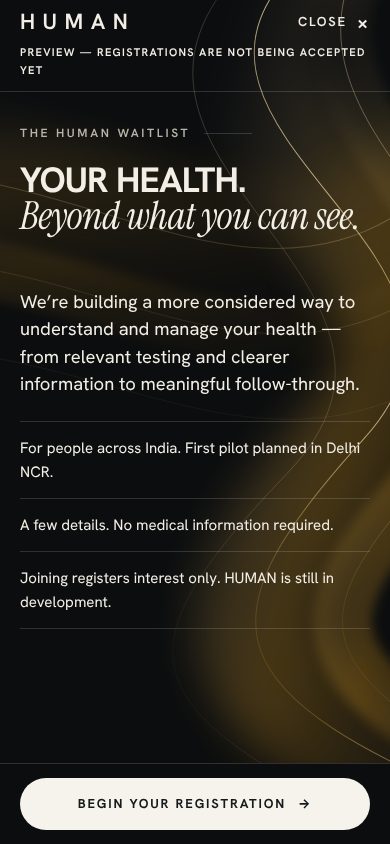 HUMAN
CLOSE ×
PREVIEW — REGISTRATIONS ARE NOT BEING ACCEPTED
YET
THE HUMAN WAITLIST
YOUR HEALTH.
Beyond what you can see.
We’re building a more considered way to
understand and manage your health —
from relevant testing and clearer
information to meaningful follow-through.
For people across India. First pilot planned in Delhi
NCR.
A few details. No medical information required.
Joining registers interest only. HUMAN is still in
development.
BEGIN YOUR REGISTRATION →